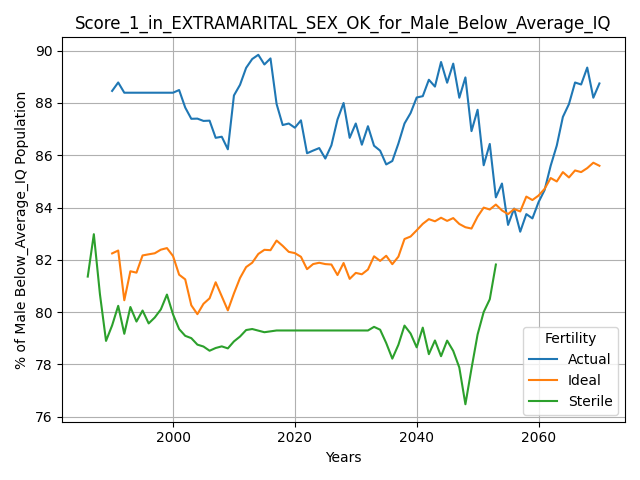 Score_1_in_EXTRAMARITAL_SEX_OK_for_Male_Below_Average_IQ
% of Male Below_Average_IQ Population
90
88
86
84
82
80
78
76
2000 2020 2040 2060
Years
Fertility
Actual
Ideal
Sterile